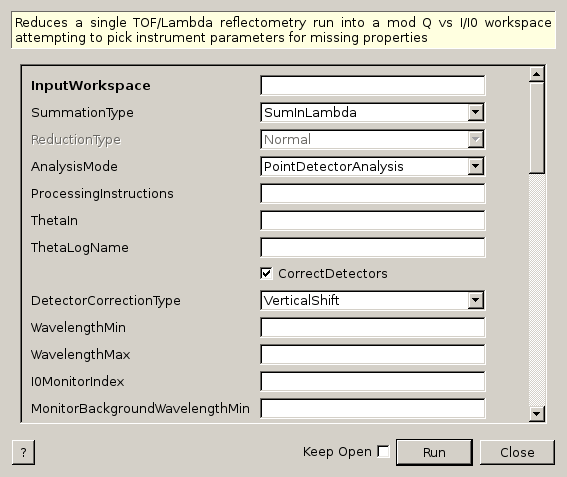 Reduces a single TOF/Lambda reflectometry run into a mod Q vs I/I0 workspace
attempting to pick instrument parameters for missing properties
InputWorkspace
SummationType SumInLambda
ReductionType Normal
AnalysisMode PointDetectorAnalysis
ProcessingInstructions
ThetaIn
ThetaLogName
CorrectDetectors
DetectorCorrectionType VerticalShift
WavelengthMin
WavelengthMax
I0MonitorIndex
MonitorBackgroundWavelengthMin
? Keep Open Run Close